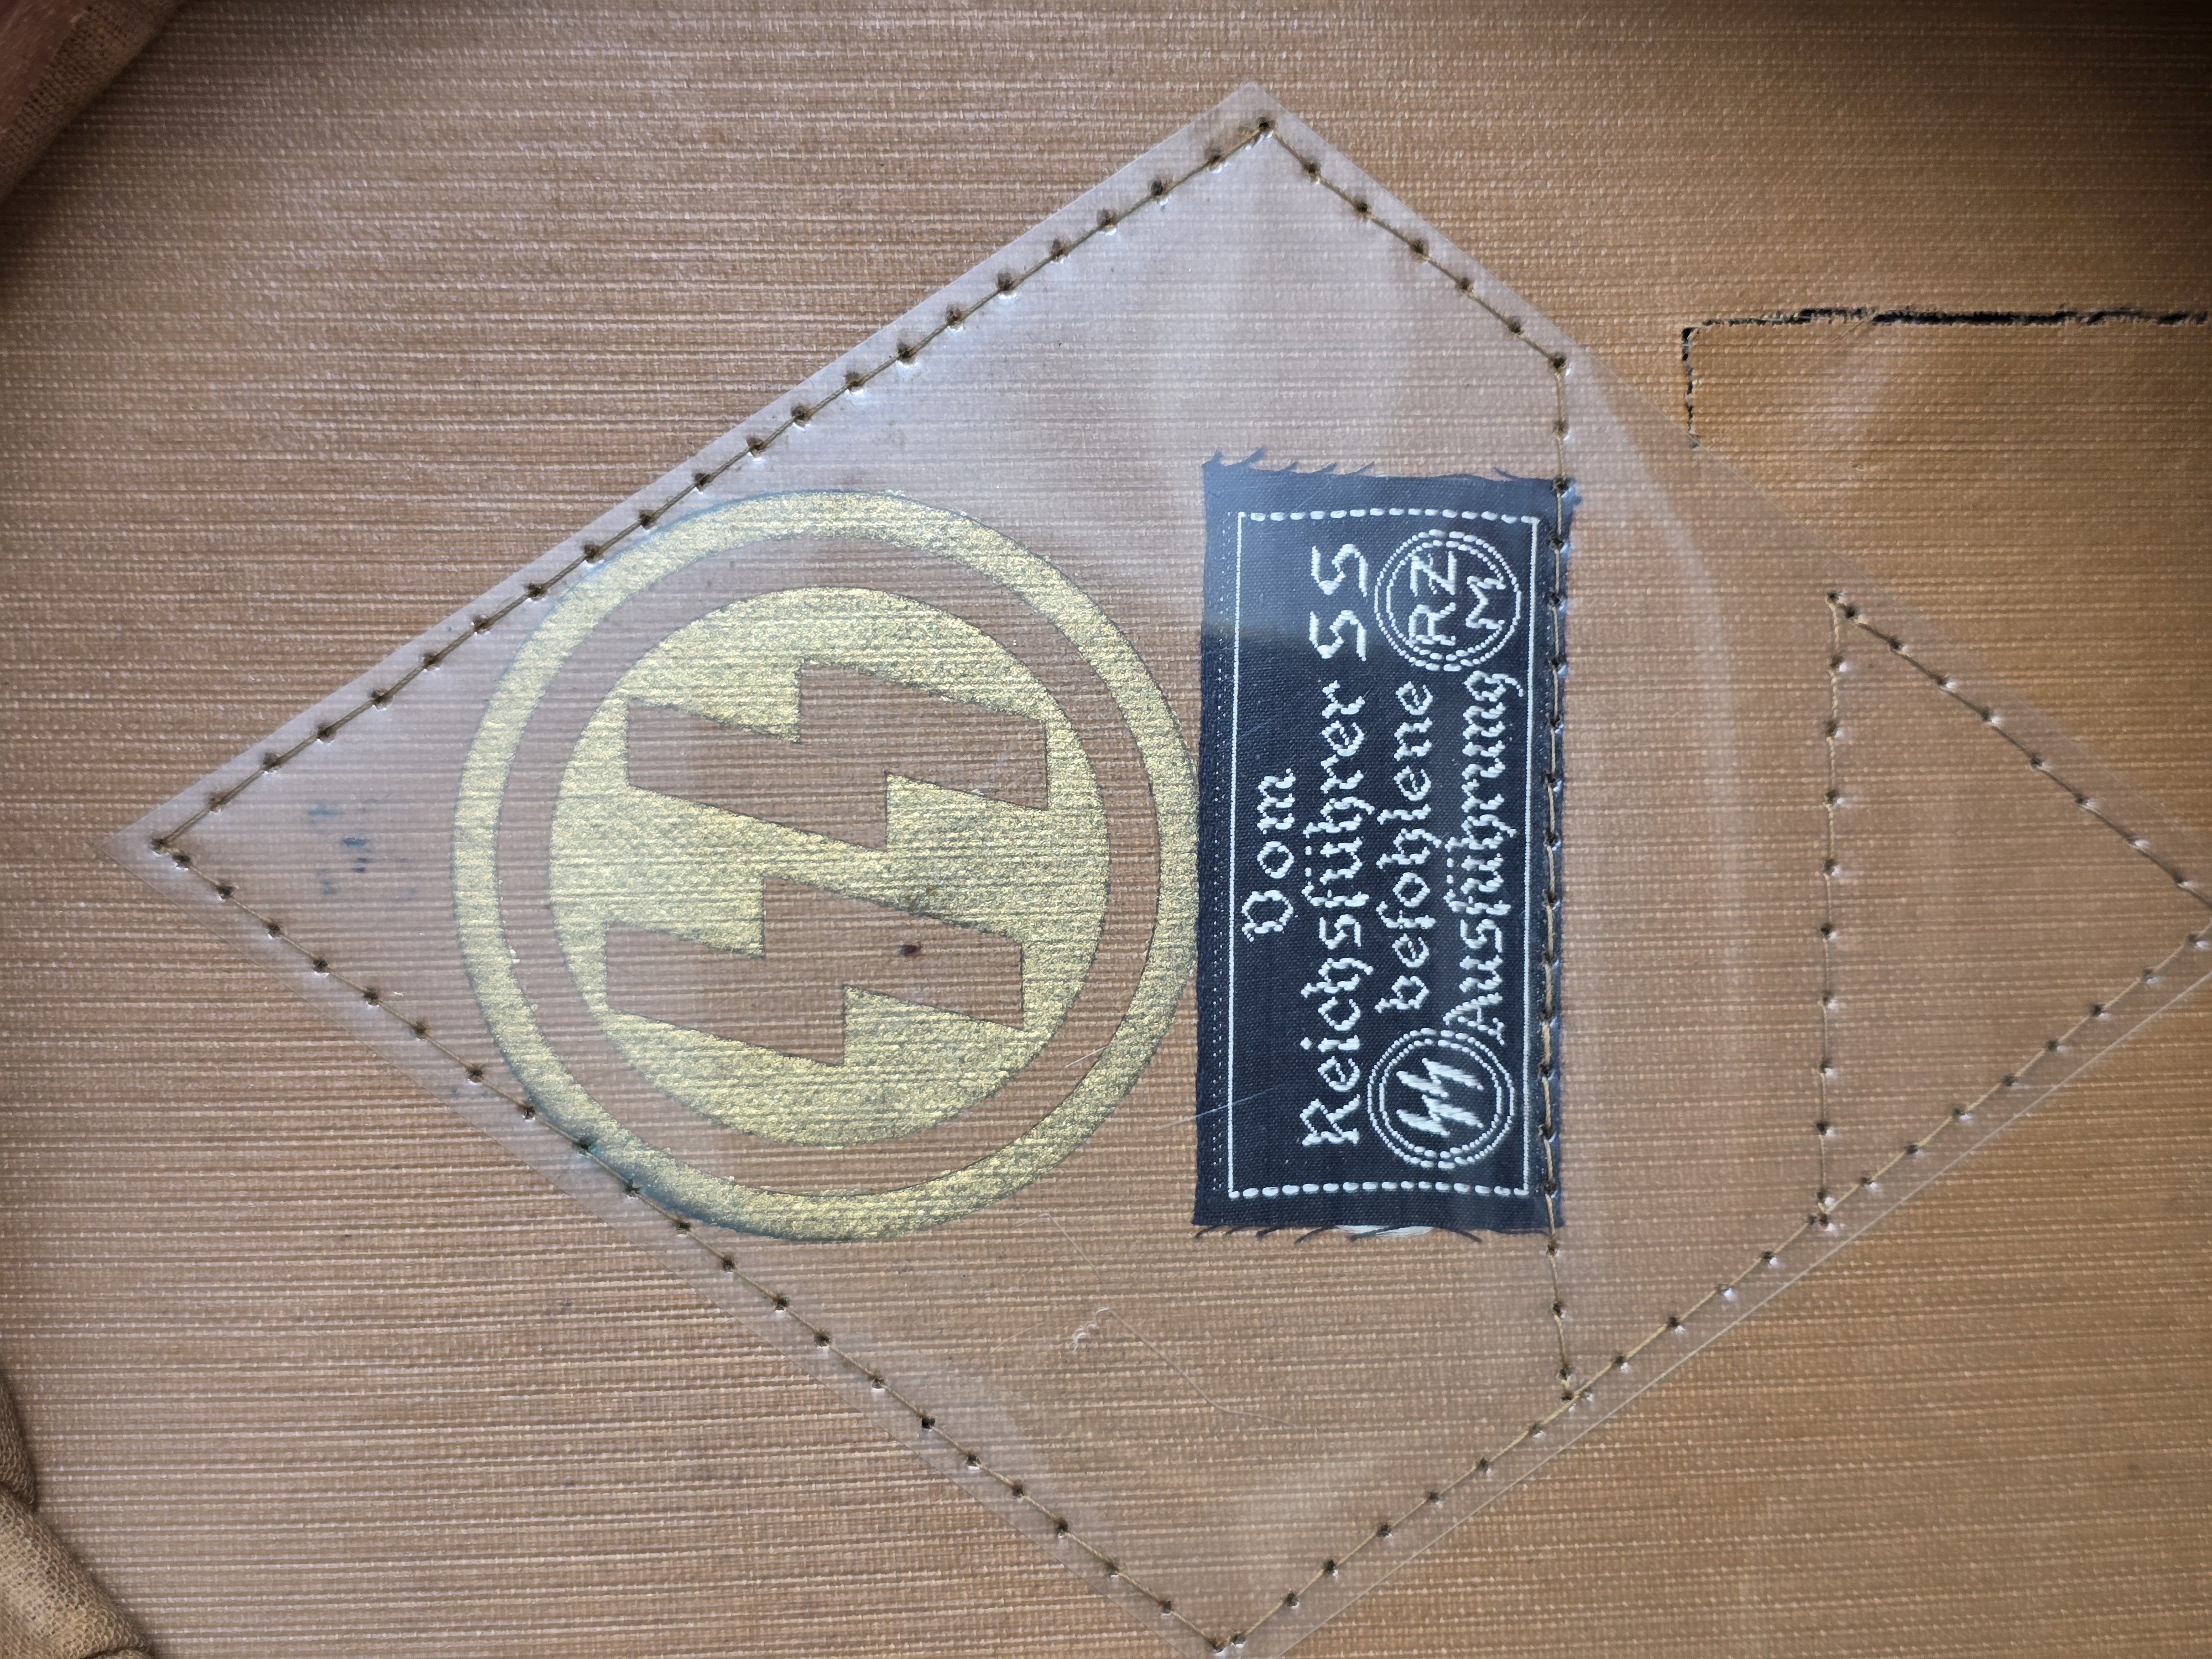 Vom
Reichsführer SS
befohlene
Ausführung
RZM